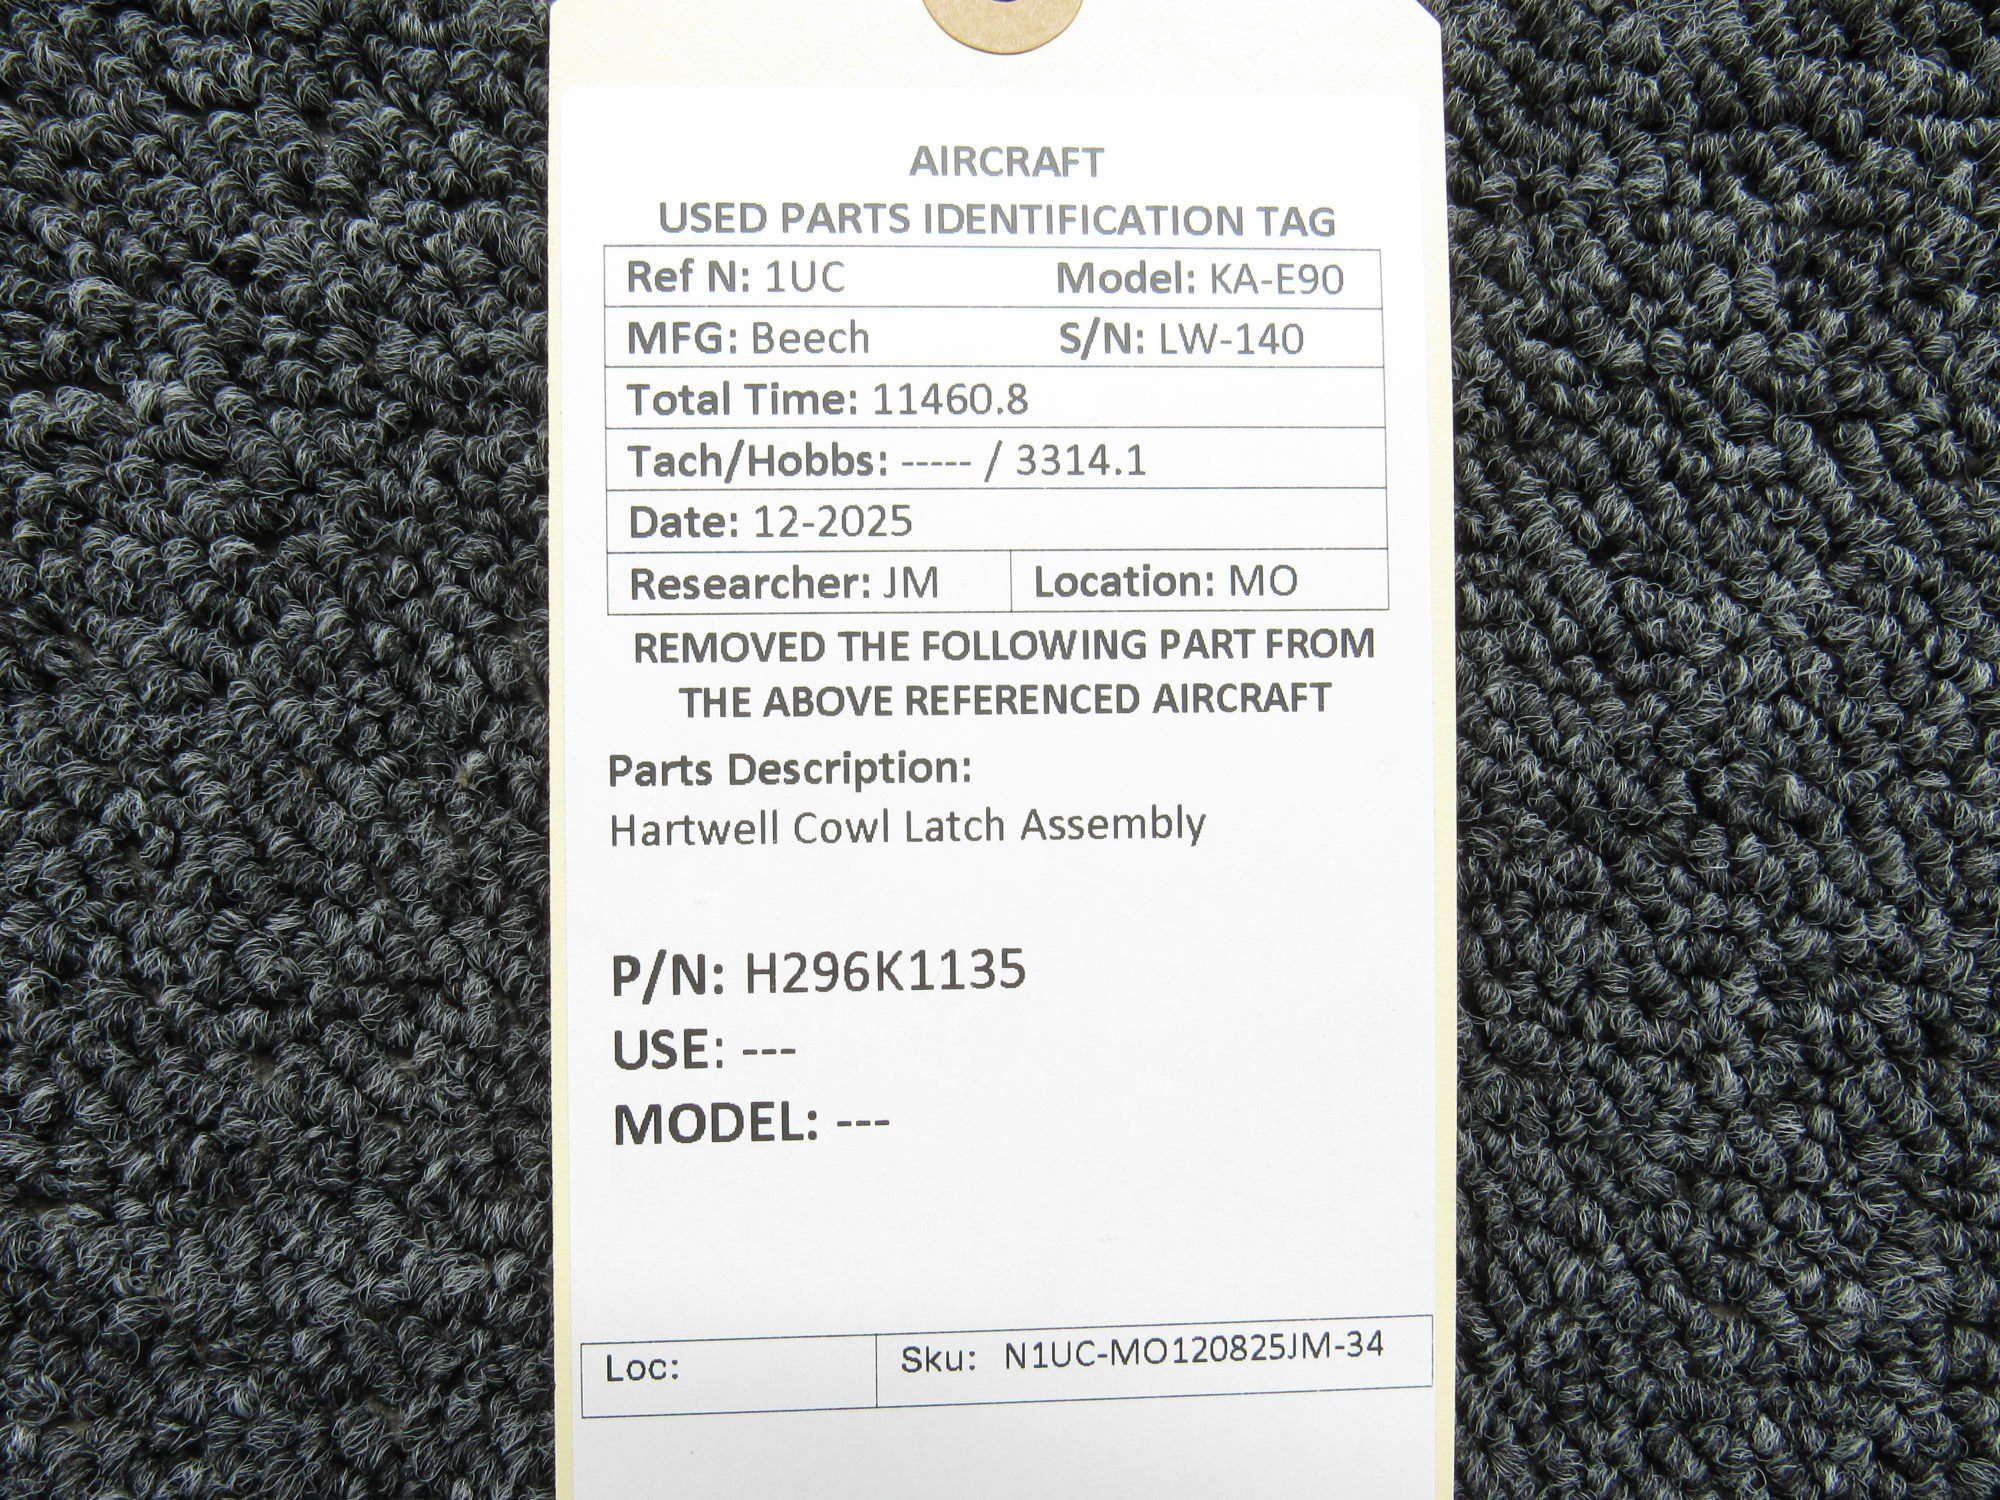 AIRCRAFT
USED PARTS IDENTIFICATION TAG
Ref N: 1UC Model: KA-E90
MFG: Beech S/N: LW-140
Total Time: 11460.8
Tach/Hobbs: ----- / 3314.1
Date: 12-2025
Researcher: JM Location: MO
REMOVED THE FOLLOWING PART FROM
THE ABOVE REFERENCED AIRCRAFT
Parts Description:
Hartwell Cowl Latch Assembly
P/N: H296K1135
USE: ---
MODEL: ---
Loc: Sku: N1UC-MO120825JM-34